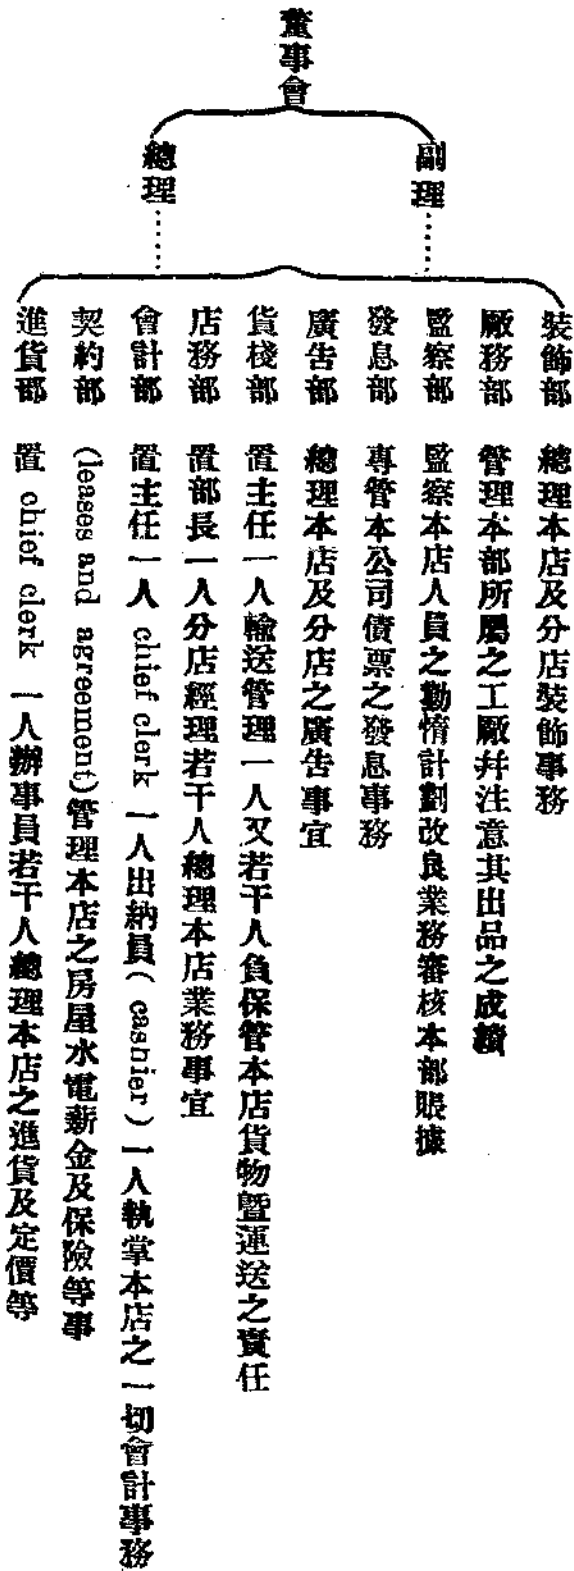 董事會
副理
總理
裝飾部 總理本店及分店裝飾事務
厰務部 管理本部所屬之工厰幷注意其出品之成績
監察部 監察本店人員之勤惰計劃改良業務審核本部賬據
發息部 專管本公司債票之發息事務
廣告部 總理本店及分店之廣告事宜
貨棧部 置主任一人輸送管理一人又若干人負保管本店貨物曁運送之責任
店務部 置部長一人分店經理若干人總理本店業務事宜
會計部 置主任一人 chief clerk 一人出納員( cashier )一人執掌本店之一切會計事務
契約部 (leases and agreement)管理本店之房屋水電薪金及保險等事
進貨部 置 chief clerk 一人辦事員若干人總理本店之進貨及定價等